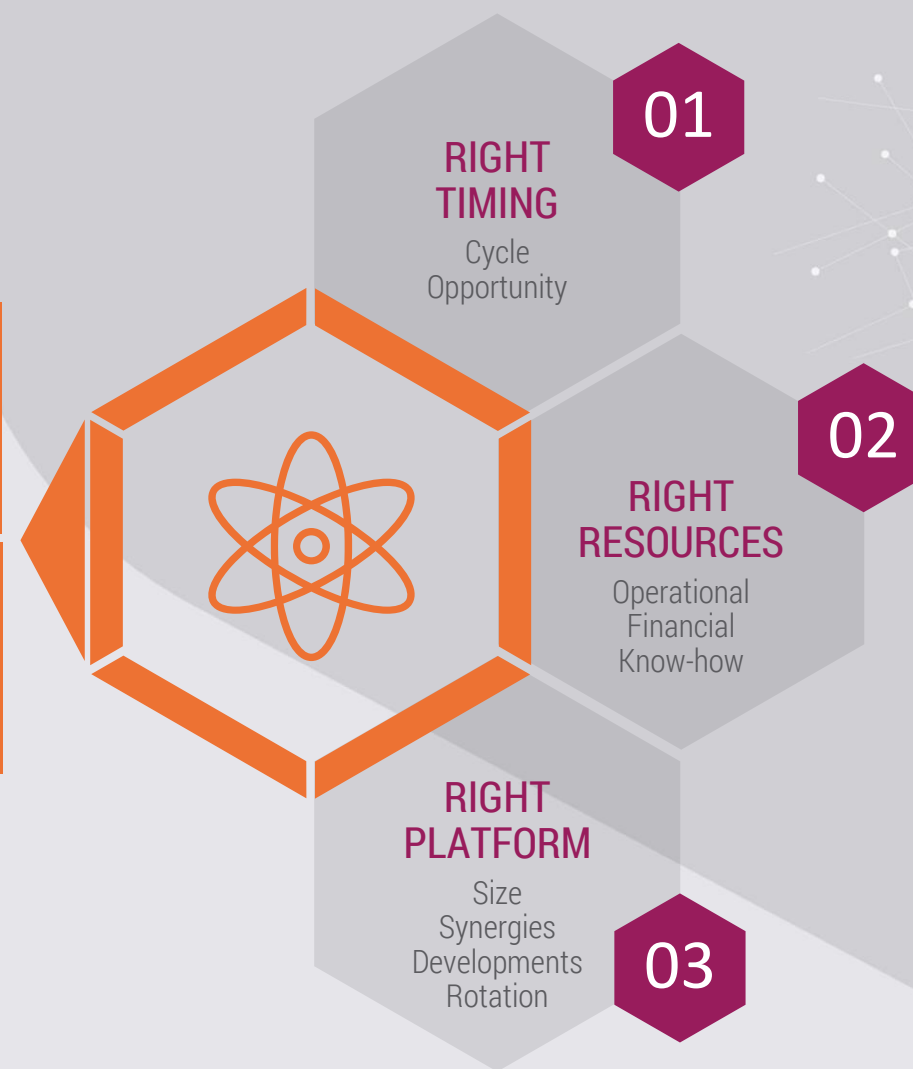 01
RIGHT
TIMING
Cycle
Opportunity
02
RIGHT
RESOURCES
Operational
Financial
Know-how
RIGHT
PLATFORM
Size
Synergies
Developments
Rotation
03